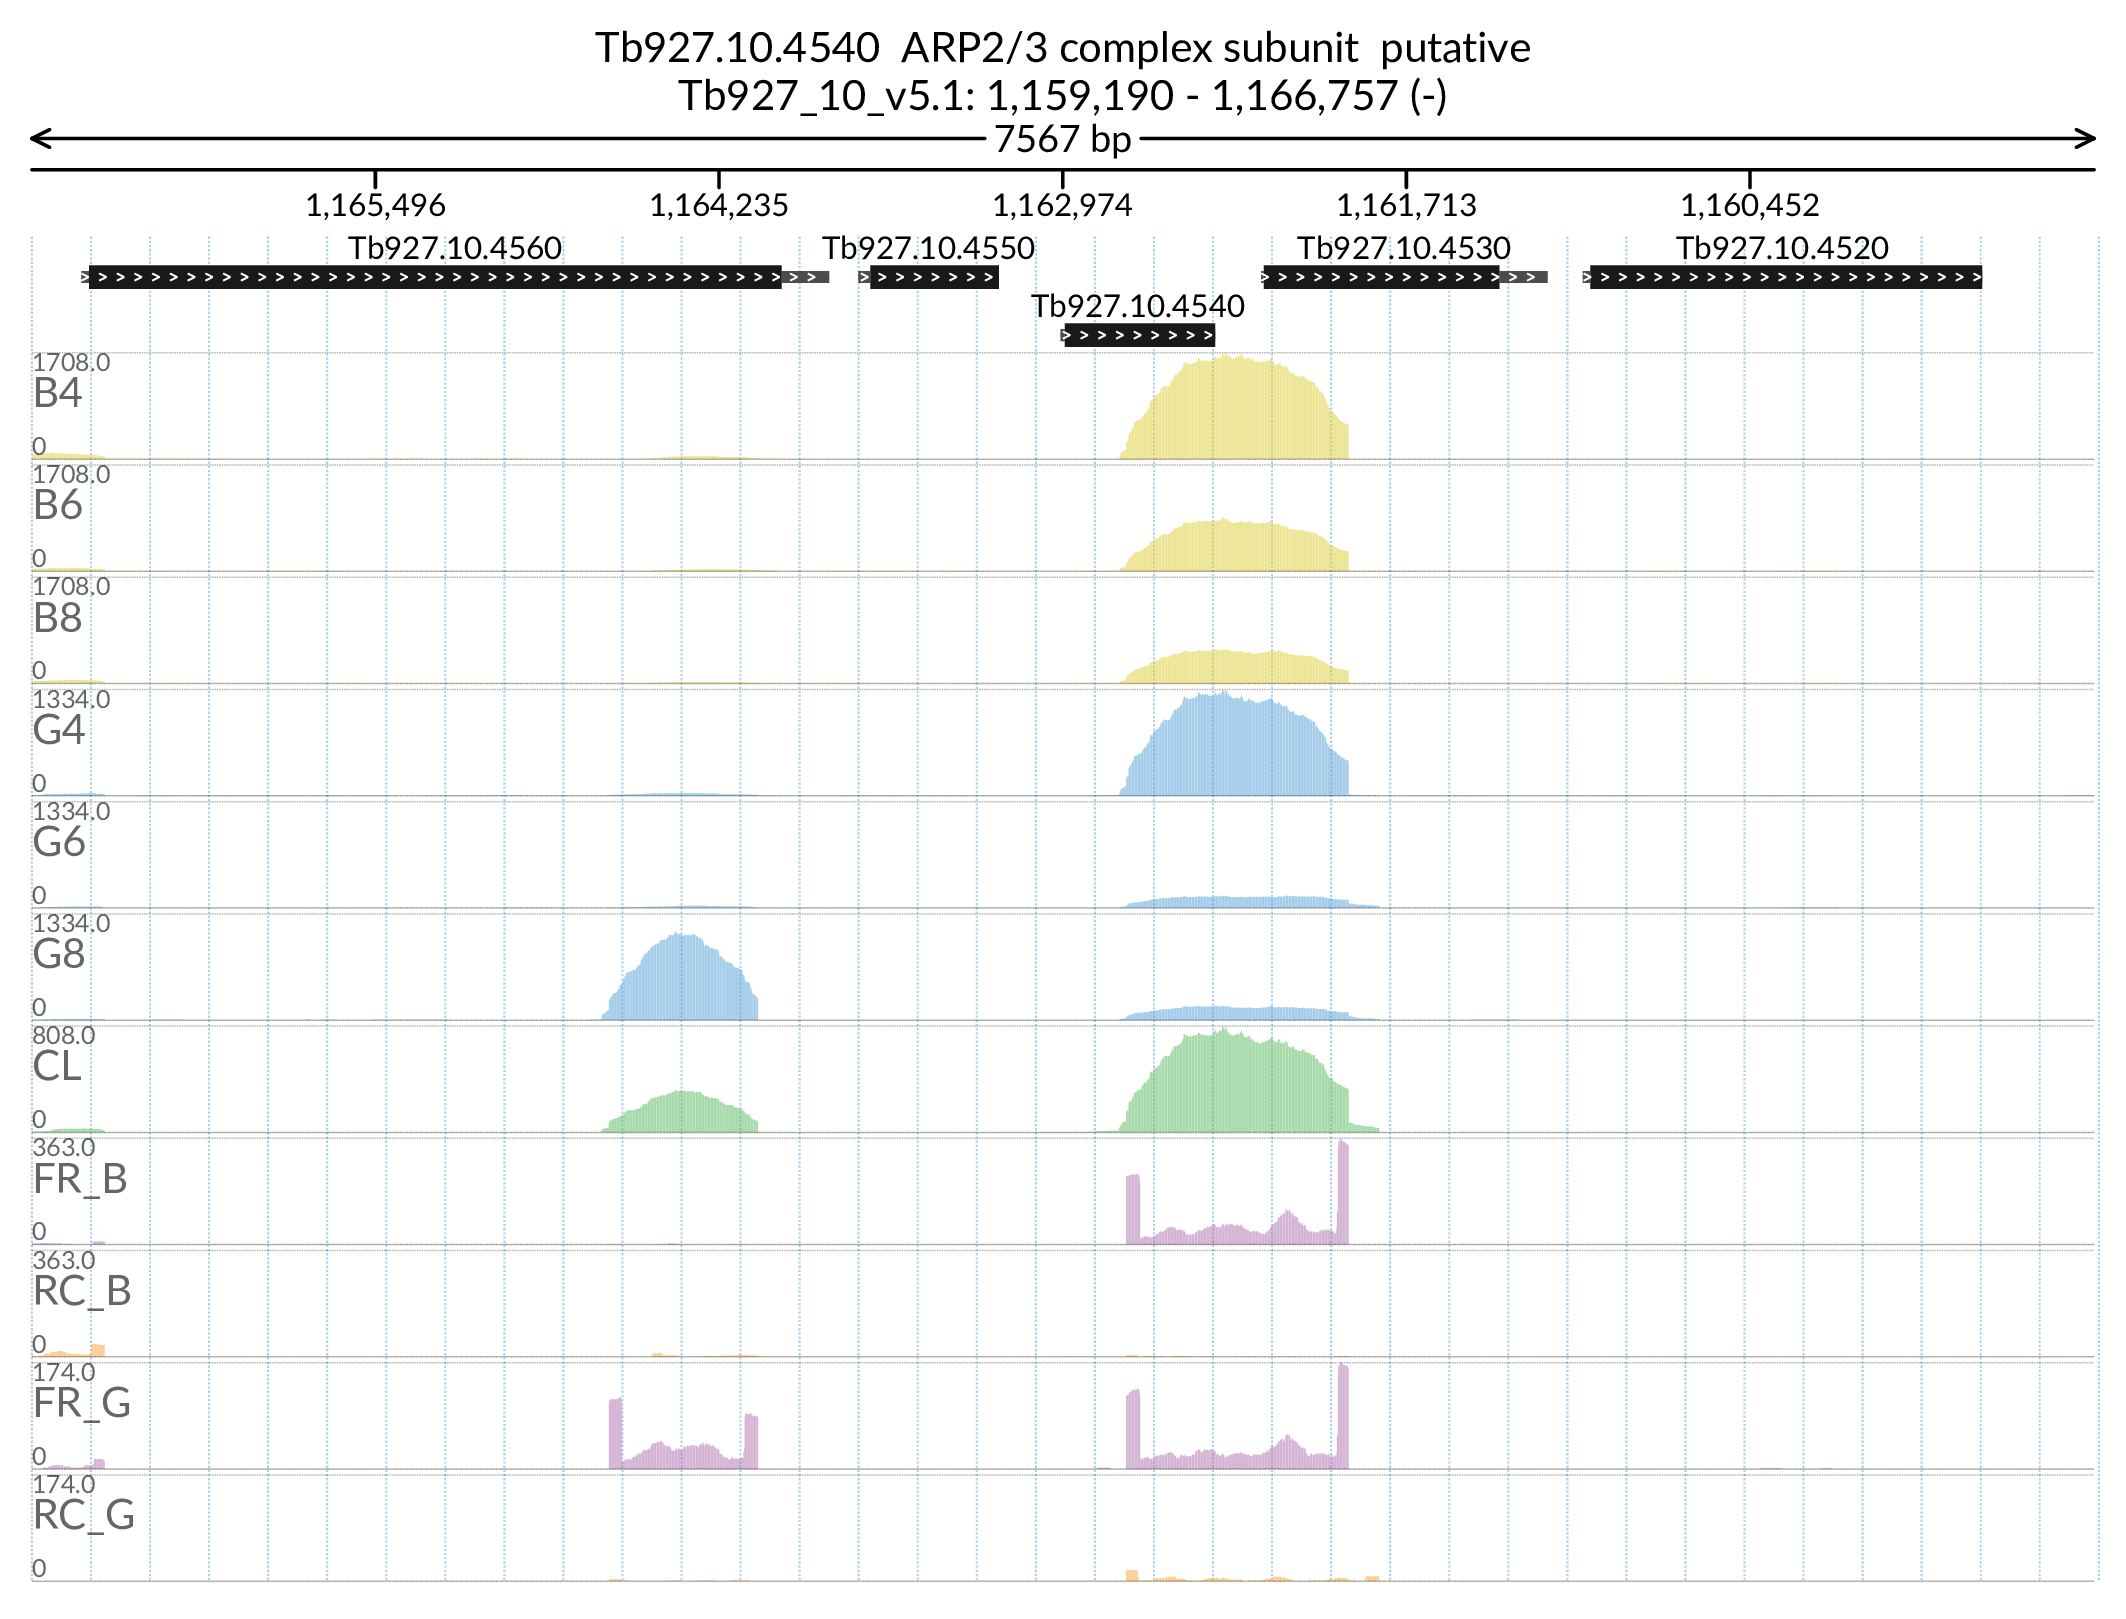 Tb927.10.4540  ARP2/3 complex subunit  putative
Tb927_10_v5.1: 1,159,190 - 1,166,757 (-)
7567 bp
1,165,496 1,164,235 1,162,974 1,161,713 1,160,452
Tb927.10.4560 Tb927.10.4550 Tb927.10.4530 Tb927.10.4520
Tb927.10.4540
1708.0
B4
0
1708.0
B6
0
1708.0
B8
0
1334.0
G4
0
1334.0
G6
0
1334.0
G8
0
808.0
CL
0
363.0
FR_B
0
363.0
RC_B
0
174.0
FR_G
0
174.0
RC_G
0